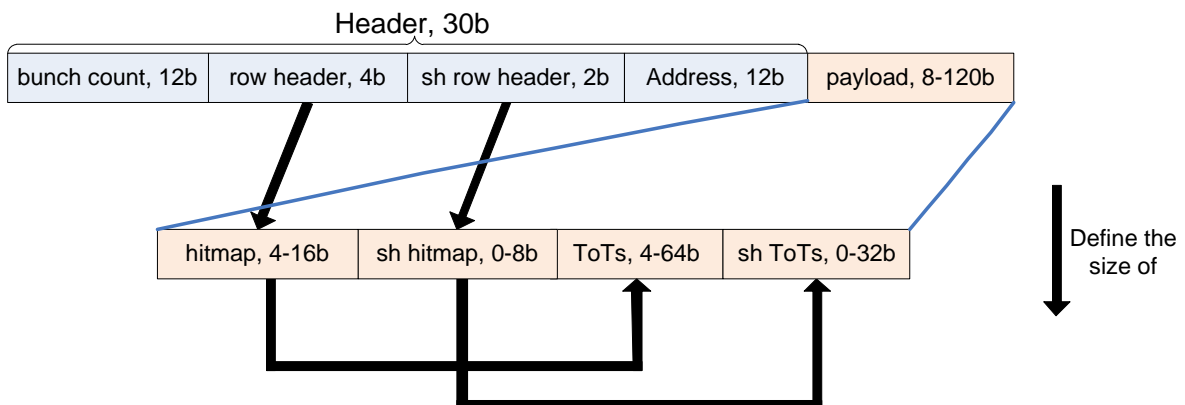 Header, 30b
bunch count, 12b
row header, 4b
sh row header, 2b
Address, 12b
payload, 8-120b
hitmap, 4-16b
sh hitmap, 0-8b
ToTs, 4-64b
sh ToTs, 0-32b
Define the
size of